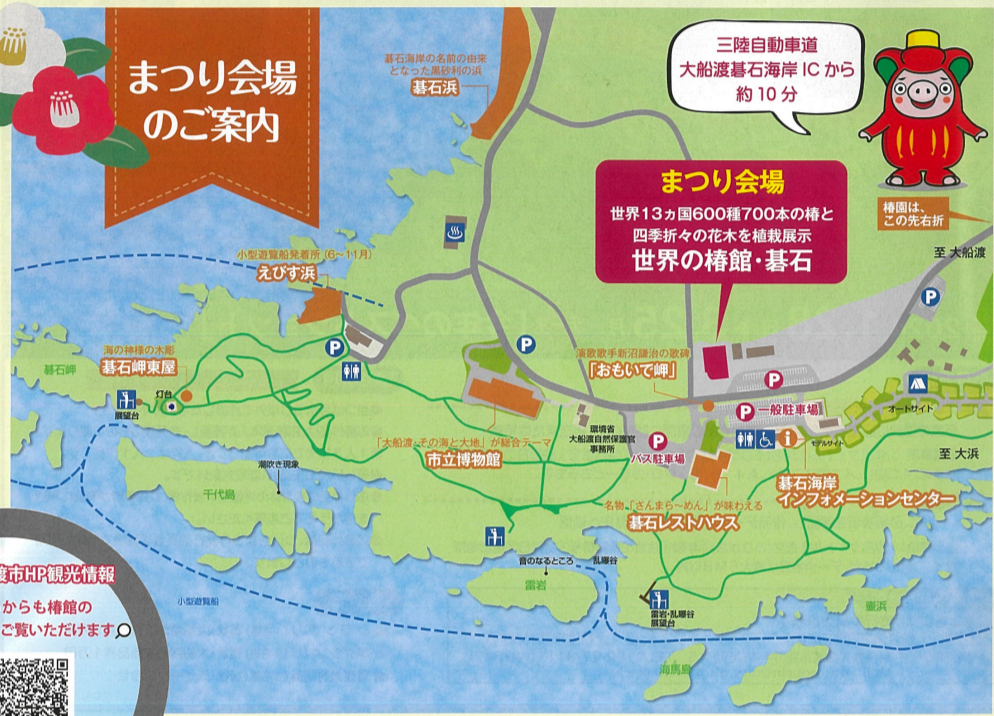 まつり会場
のご案内
碁石海岸の名前の由来
となった黒砂利の浜
碁石浜
三陸自動車道
大船渡碁石海岸 IC から
約 10 分
まつり会場
世界13ヵ国600種700本の椿と
四季折々の花木を植栽展示
世界の椿館・碁石
椿園は、
この先右折
至 大船渡
小型遊覧船発着所（6～11月）
えびす浜
P
P
P
海の神様の木彫
碁石岬東屋
碁石岬
灯台
展望台
演歌歌手新沼謙治の歌碑
「おもいで岬」
P
P 一般駐車場
オートサイト
モデルサイト
至 大浜
環境省
大船渡自然保護官
事務所
P
バス駐車場
「大船渡・その海と大地」が総合テーマ
市立博物館
i
碁石海岸
インフォメーションセンター
潮吹き現象
千代島
名物、「さんまら～めん」が味わえる
碁石レストハウス
音のなるところ
乱曝谷
雷岩
雷岩・乱曝谷
展望台
小型遊覧船
海馬島
渡市HP観光情報
からも椿館の
ご覧いただけます